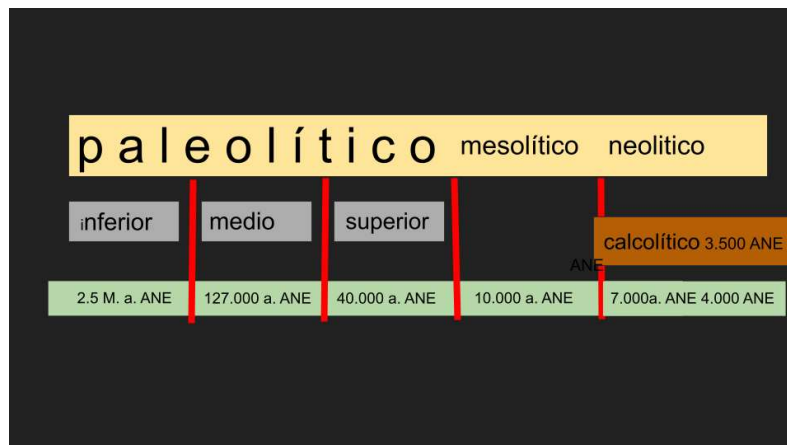 paleolítico mesolítico neolitico
inferior medio superior
calcolítico 3.500 ANE
ANE
2.5 M. a. ANE 127.000 a. ANE 40.000 a. ANE 10.000 a. ANE 7.000a. ANE 4.000 ANE